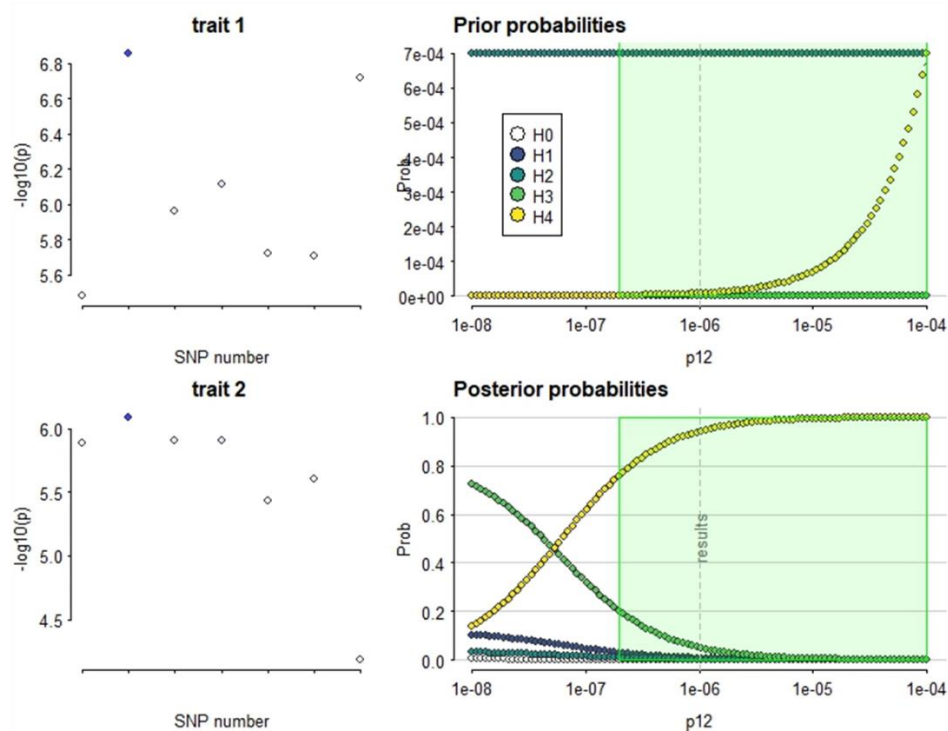 trait 1
-log10(p)
6.8
6.6
6.4
6.2
6.0
5.8
5.6
SNP number
Prior probabilities
Prob
7e-04
6e-04
5e-04
4e-04
3e-04
2e-04
1e-04
0e+00
H0
H1
H2
H3
H4
1e-08 1e-07 1e-06 1e-05 1e-04
p12
trait 2
-log10(p)
6.0
5.5
5.0
4.5
SNP number
Posterior probabilities
Prob
1.0
0.8
0.6
0.4
0.2
0.0
results
1e-08 1e-07 1e-06 1e-05 1e-04
p12